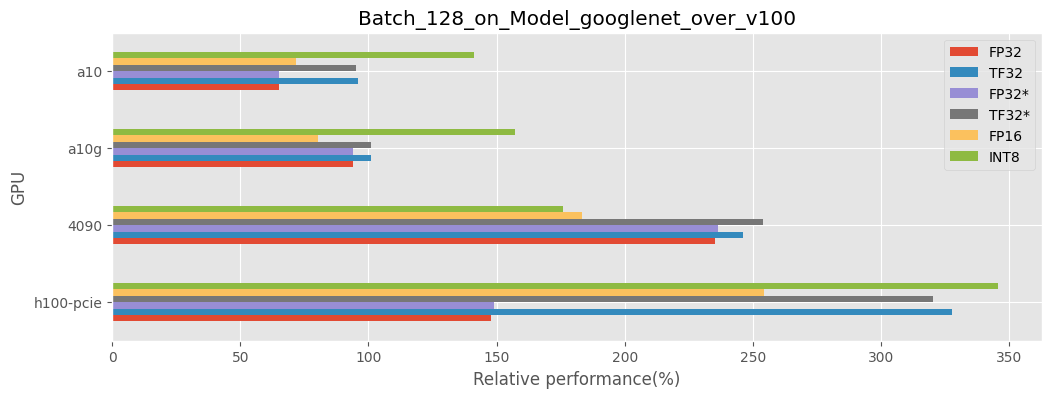 Batch_128_on_Model_googlenet_over_v100
FP32
TF32
FP32*
TF32*
FP16
INT8
GPU
a10
a10g
4090
h100-pcie
0 50 100 150 200 250 300 350
Relative performance(%)